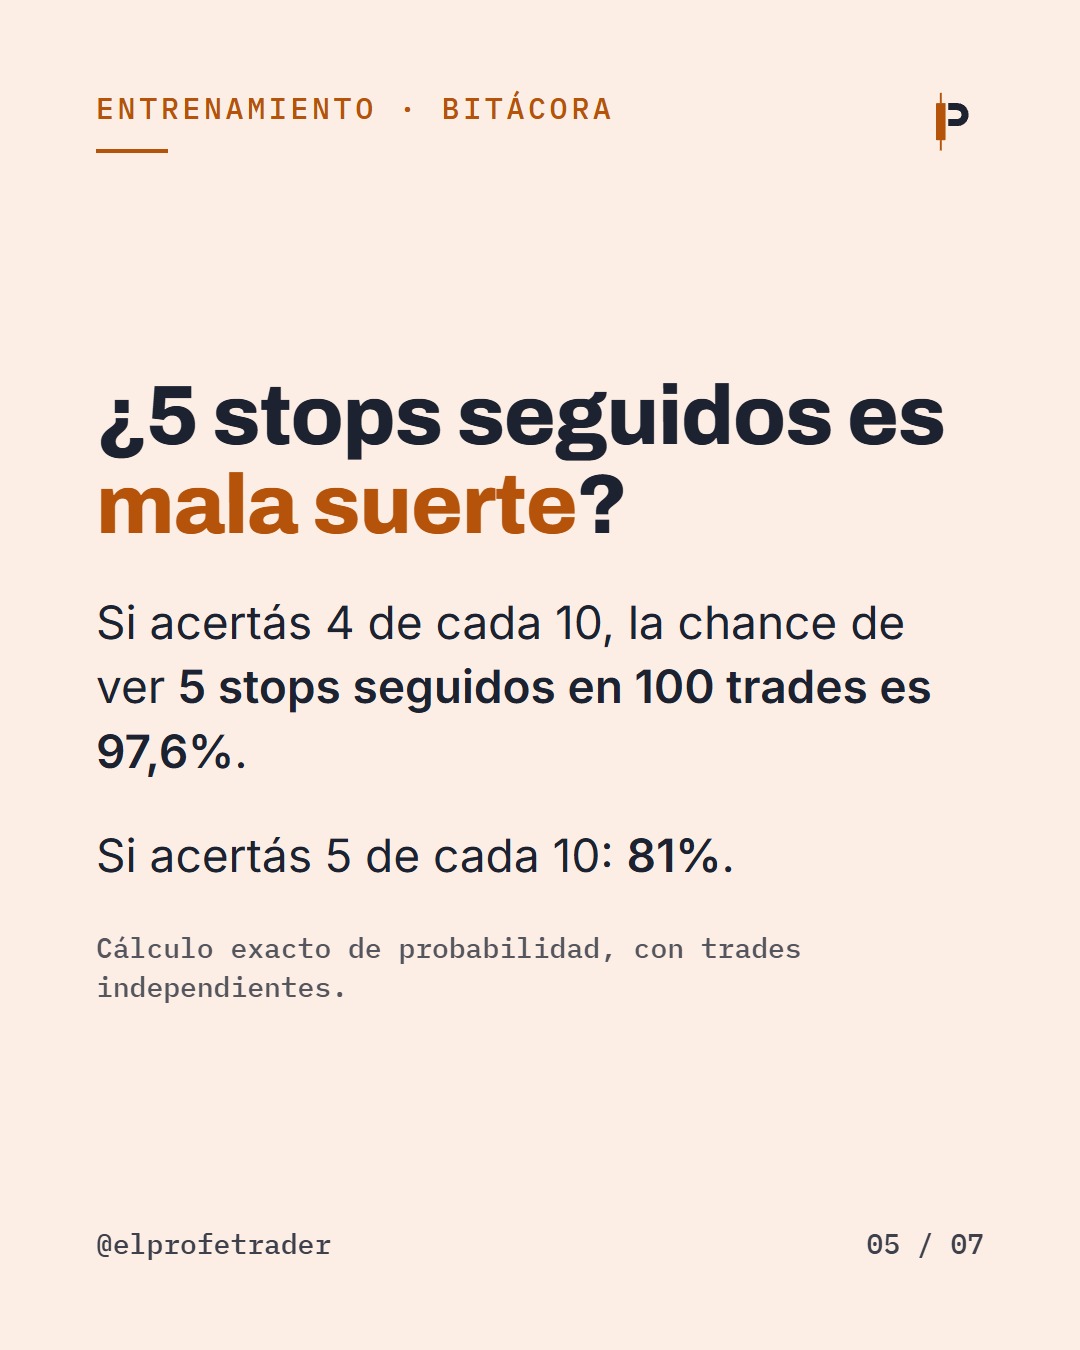 ENTRENAMIENTO · BITÁCORA
¿5 stops seguidos es
mala suerte?
Si acertás 4 de cada 10, la chance de
ver 5 stops seguidos en 100 trades es
97,6%.
Si acertás 5 de cada 10: 81%.
Cálculo exacto de probabilidad, con trades
independientes.
@elprofetrader
05 / 07